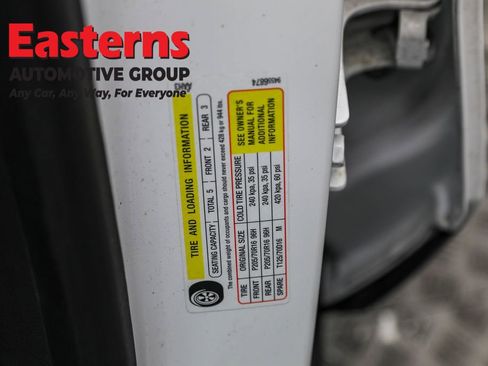 Easterns
AUTOMOTIVE GROUP
Any Car, Any Way, For Everyone
94686874
TIRE AND LOADING INFORMATION
SEATING CAPACITY TOTAL 5 FRONT 2 REAR 3
The combined weight of occupants and cargo should never exceed 428 kg or 944 lbs.
TIRE ORIGINAL SIZE COLD TIRE PRESSURE
FRONT P205/70R16 96H 240 kpa, 35 psi
REAR P205/70R16 96H 240 kpa, 35 psi
SPARE T125/70D16 M 420 kpa, 60 psi
SEE OWNER'S
MANUAL FOR
ADDITIONAL
INFORMATION